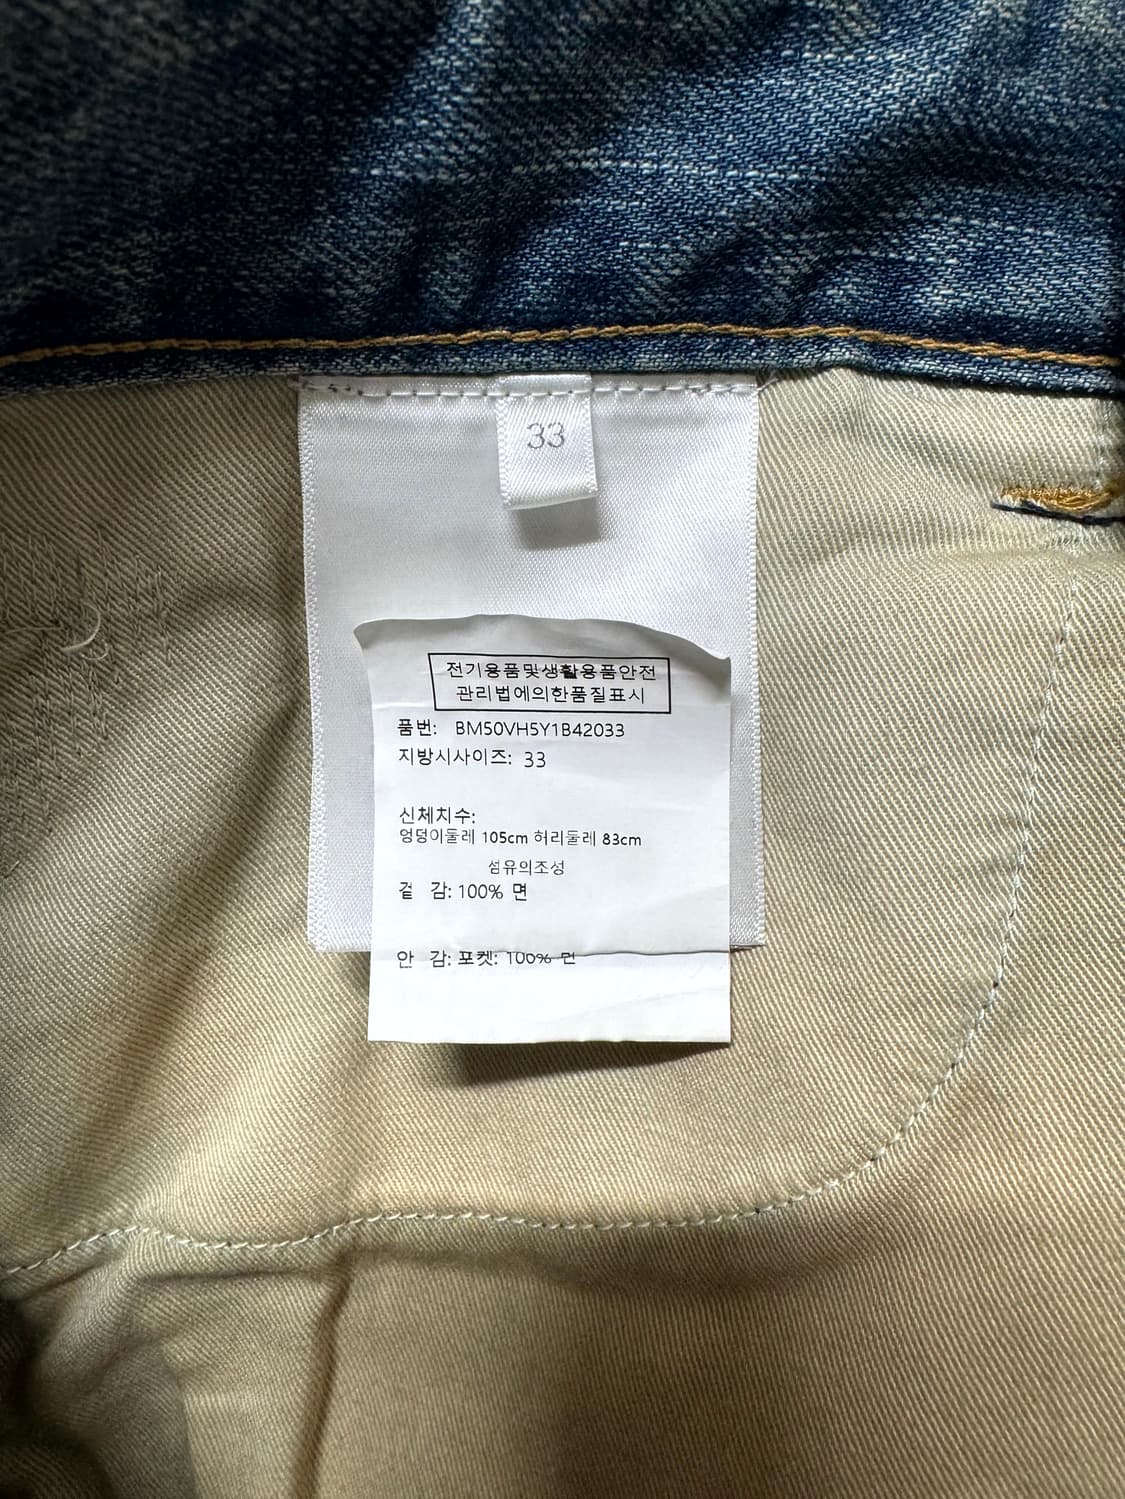 33
전기용품및생활용품안전
관리법에의한품질표시
품번: BM50VH5Y1B42033
지방시사이즈: 33
신체치수:
엉덩이둘레 105cm 허리둘레 83cm
섬유의조성
겉 감: 100% 면
안 감: 포켓: 100% 면